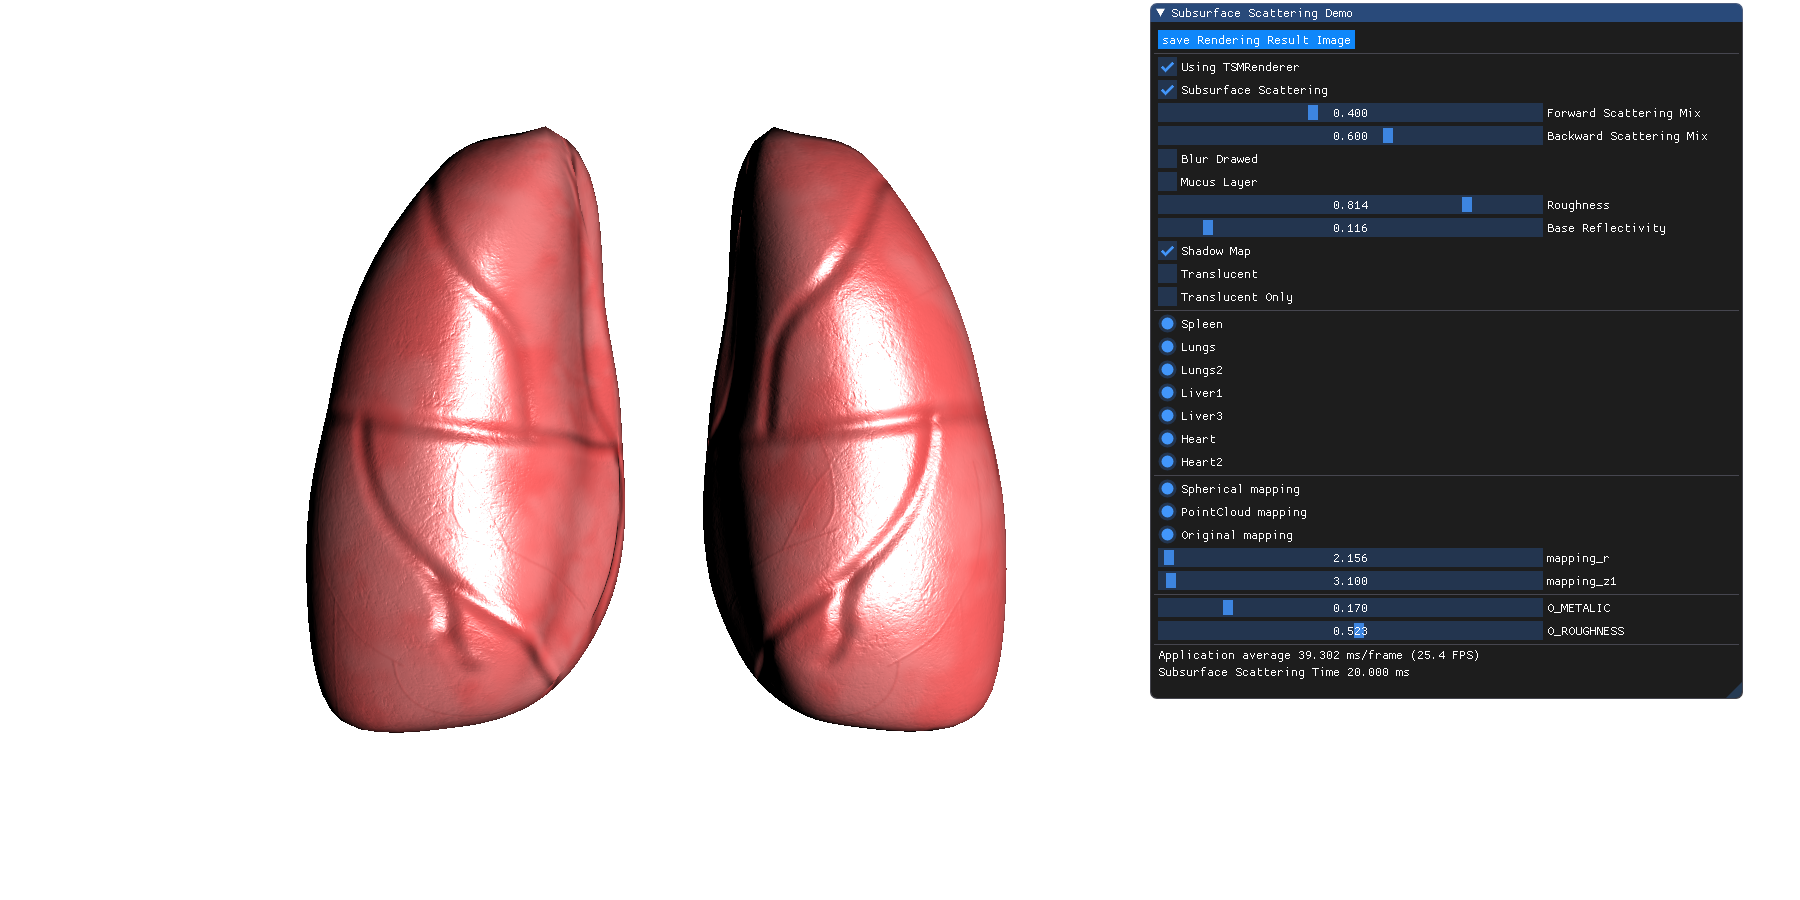 Subsurface Scattering Demo
save Rendering Result Image
Using TSMRenderer
Subsurface Scattering
0.400 Forward Scattering Mix
0.600 Backward Scattering Mix
Blur Drawed
Mucus Layer
0.814 Roughness
0.116 Base Reflectivity
Shadow Map
Translucent
Translucent Only
Spleen
Lungs
Lungs2
Liver1
Liver3
Heart
Heart2
Spherical mapping
PointCloud mapping
Original mapping
2.156 mapping_r
3.100 mapping_z1
0.170 O_METALIC
0.523 O_ROUGHNESS
Application average 39.302 ms/frame (25.4 FPS)
Subsurface Scattering Time 20.000 ms